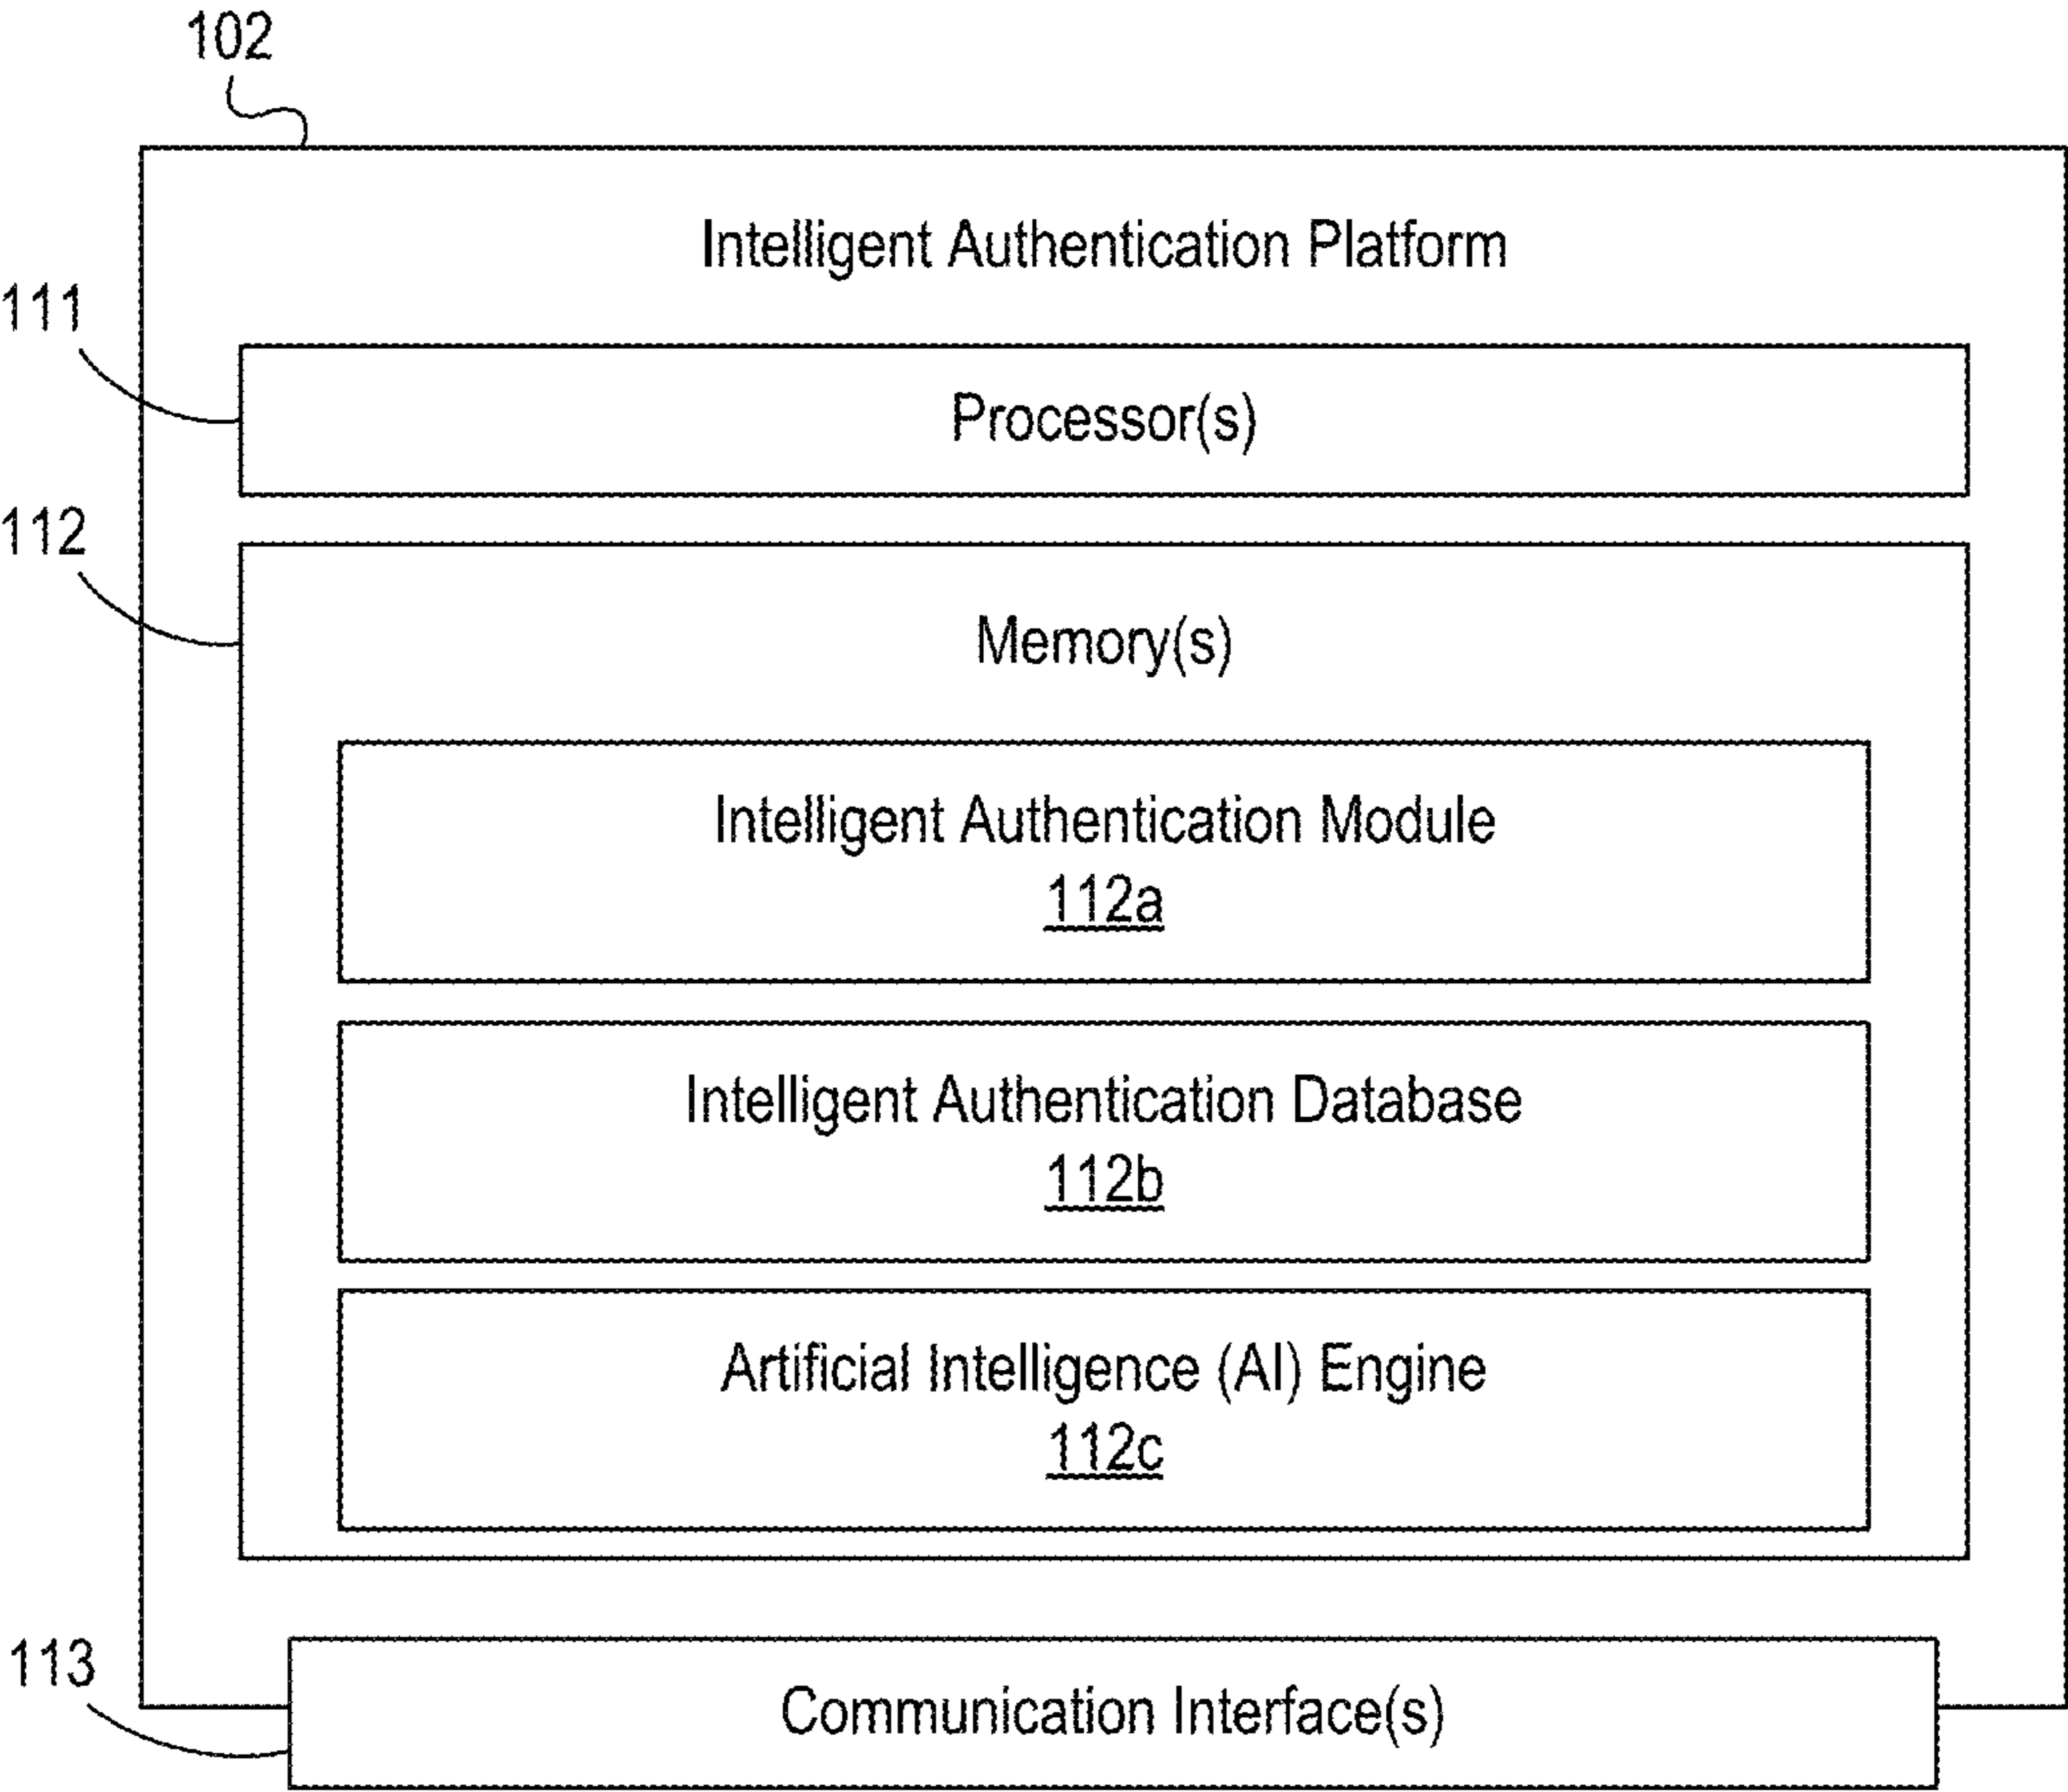 102
Intelligent Authentication Platform
111
Processor(s)
112
Memory(s)
Intelligent Authentication Module
112a
Intelligent Authentication Database
112b
Artificial Intelligence (AI) Engine
112c
113
Communication Interface(s)